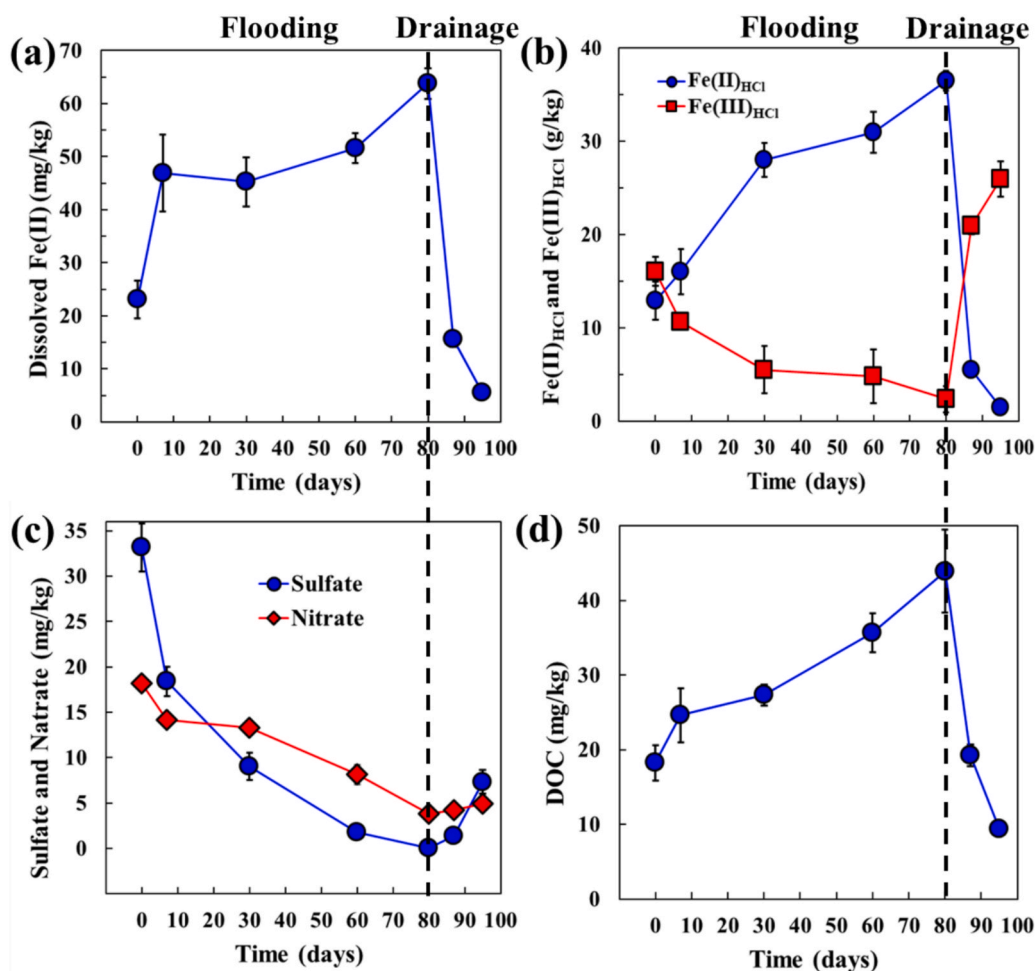 Flooding Drainage
(a)
70
60
50
40
30
20
10
0
Dissolved Fe(II) (mg/kg)
0 10 20 30 40 50 60 70 80 90 100
Time (days)
Flooding Drainage
(b)
40
30
20
10
0
Fe(II)HCl and Fe(III)HCl (g/kg)
Fe(II)HCl
Fe(III)HCl
0 10 20 30 40 50 60 70 80 90 100
Time (days)
(c)
35
30
25
20
15
10
5
0
Sulfate and Natrate (mg/kg)
Sulfate
Nitrate
0 10 20 30 40 50 60 70 80 90 100
Time (days)
(d)
50
40
30
20
10
0
DOC (mg/kg)
0 10 20 30 40 50 60 70 80 90 100
Time (days)